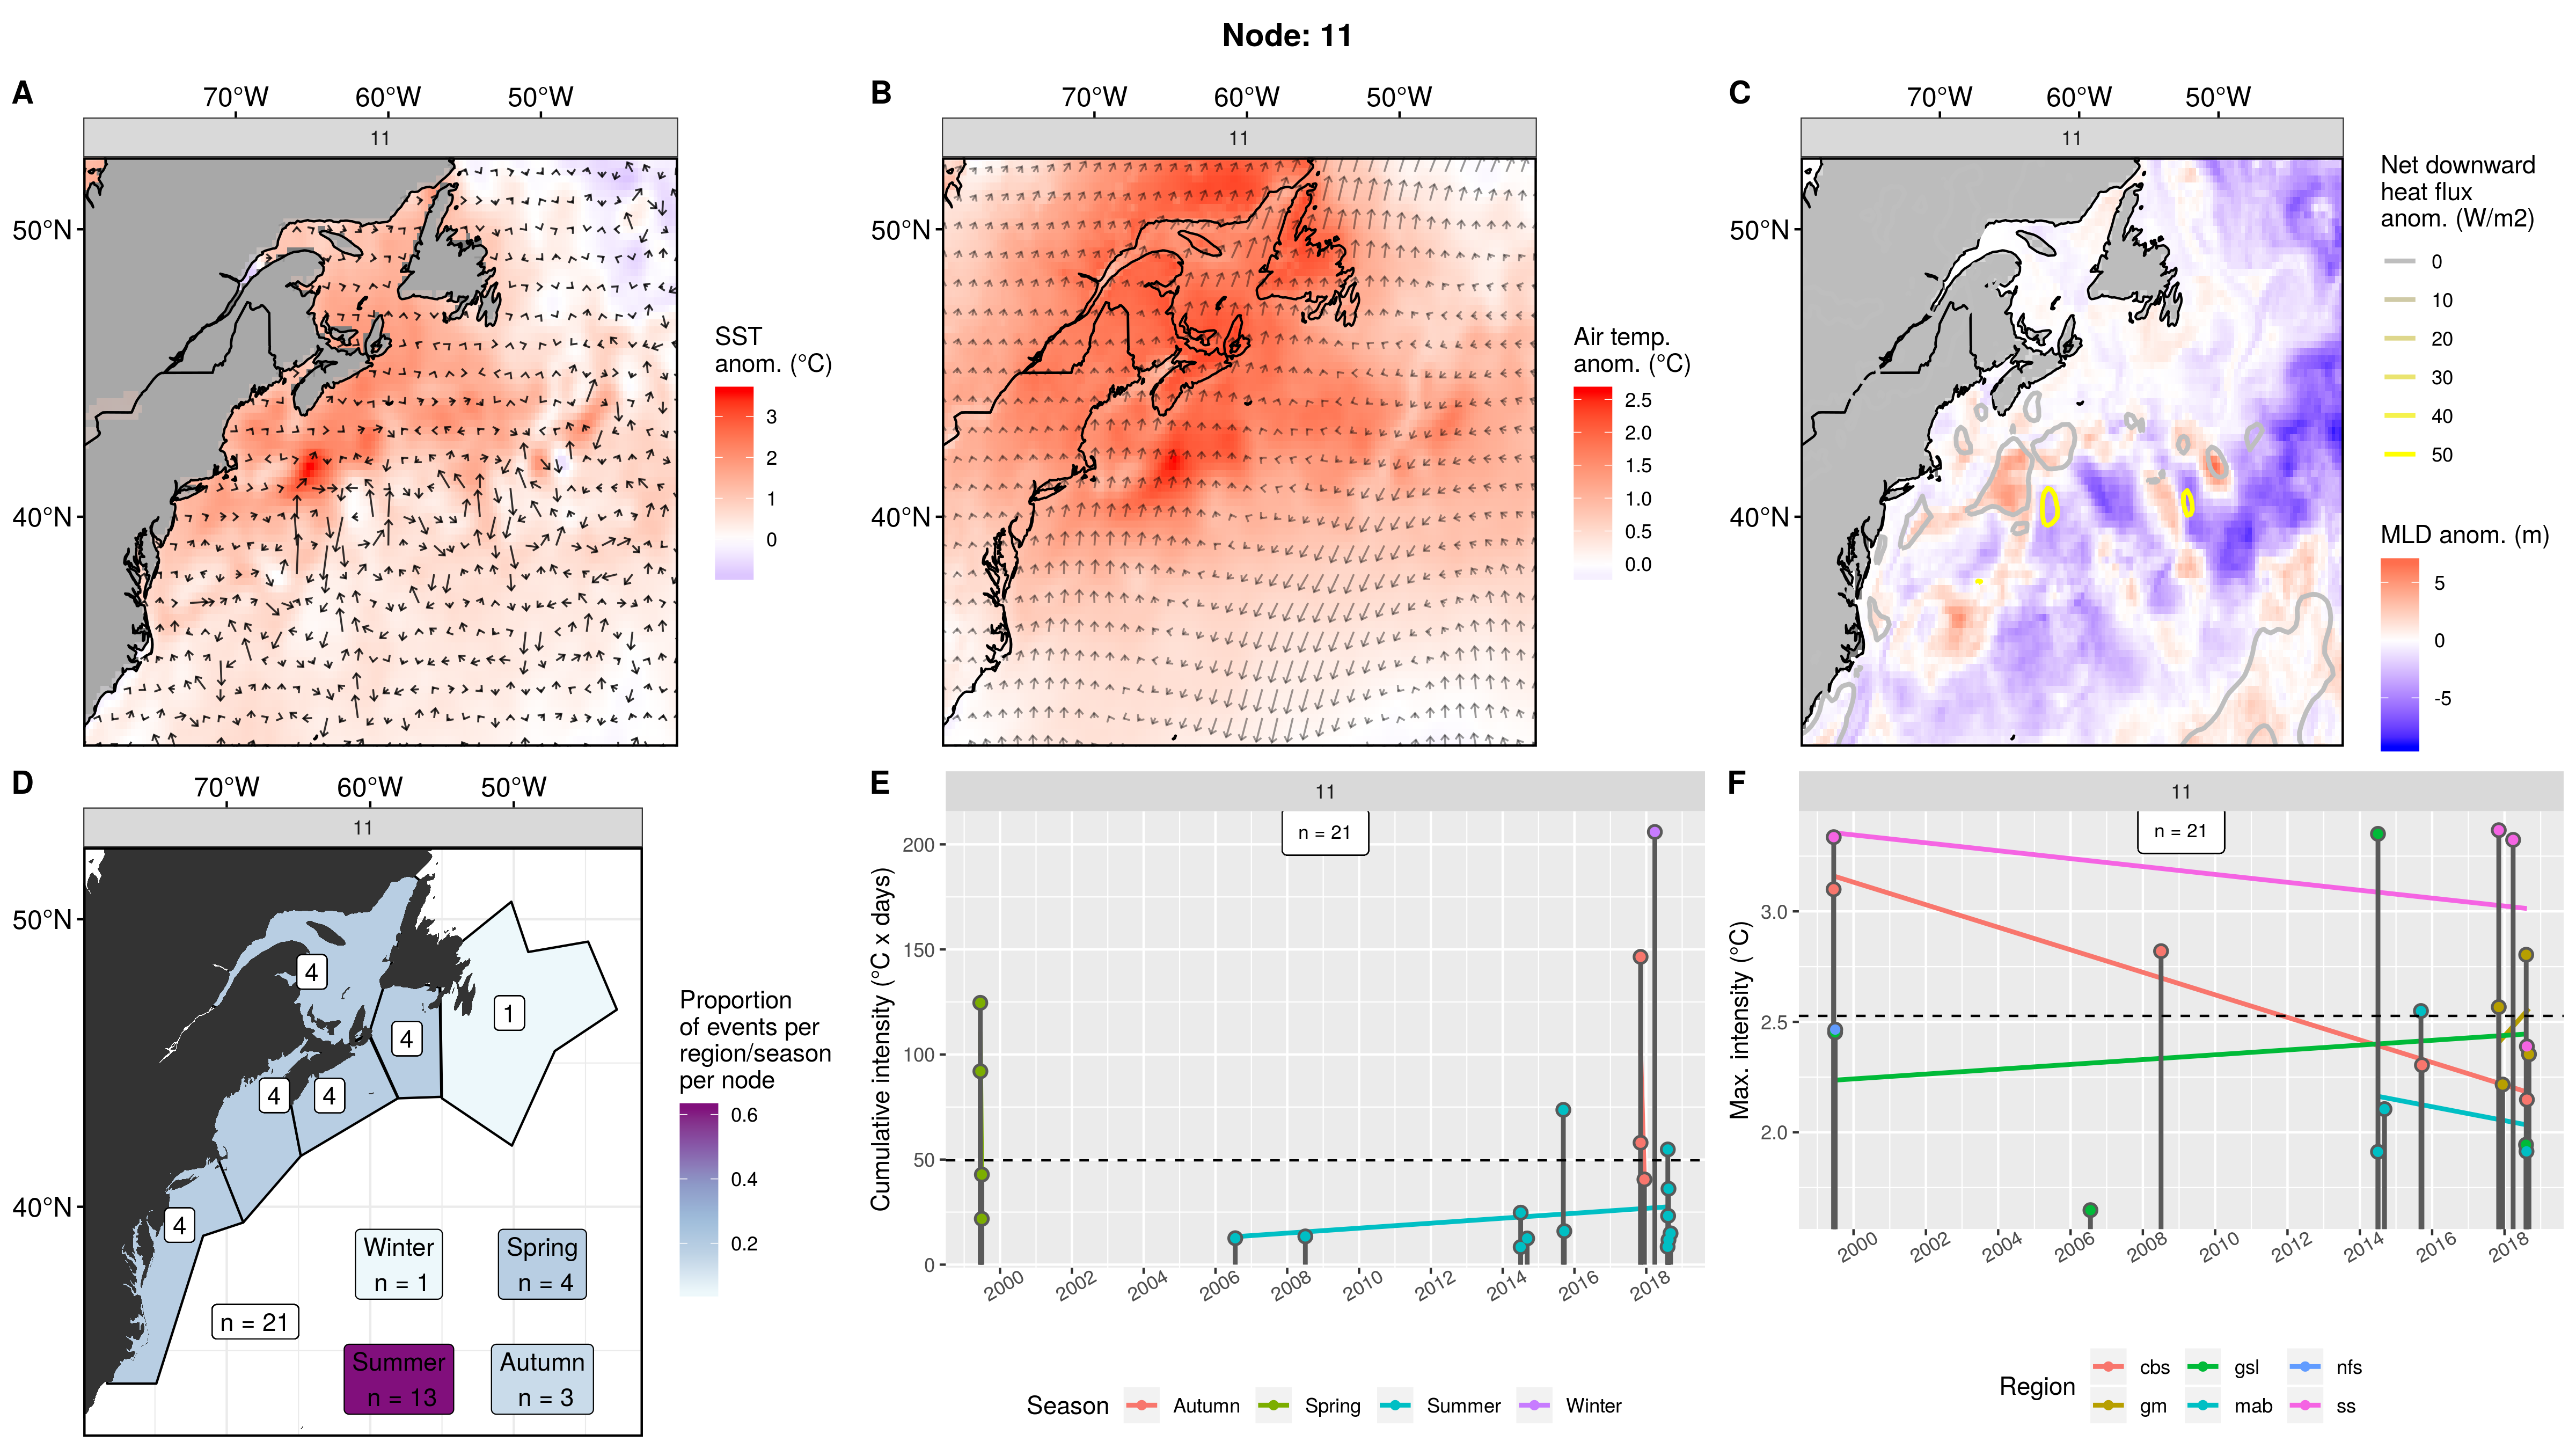 Node: 11
A
70°W 60°W 50°W
11
50°N
40°N
SST
anom. (°C)
3
2
1
0
B
70°W 60°W 50°W
11
50°N
40°N
Air temp.
anom. (°C)
2.5
2.0
1.5
1.0
0.5
0.0
C
70°W 60°W 50°W
11
50°N
40°N
Net downward
heat flux
anom. (W/m2)
0
10
20
30
40
50
MLD anom. (m)
5
0
-5
D
70°W 60°W 50°W
11
50°N
40°N
4
4
1
4
4
4
n = 21
Winter
n = 1
Spring
n = 4
Summer
n = 13
Autumn
n = 3
Proportion
of events per
region/season
per node
0.6
0.4
0.2
E
11
n = 21
Cumulative intensity (°C x days)
200
150
100
50
0
2000 2002 2004 2006 2008 2010 2012 2014 2016 2018
Season Autumn Spring Summer Winter
F
11
n = 21
Max. intensity (°C)
3.0
2.5
2.0
2000 2002 2004 2006 2008 2010 2012 2014 2016 2018
Region
cbs gsl nfs
gm mab ss